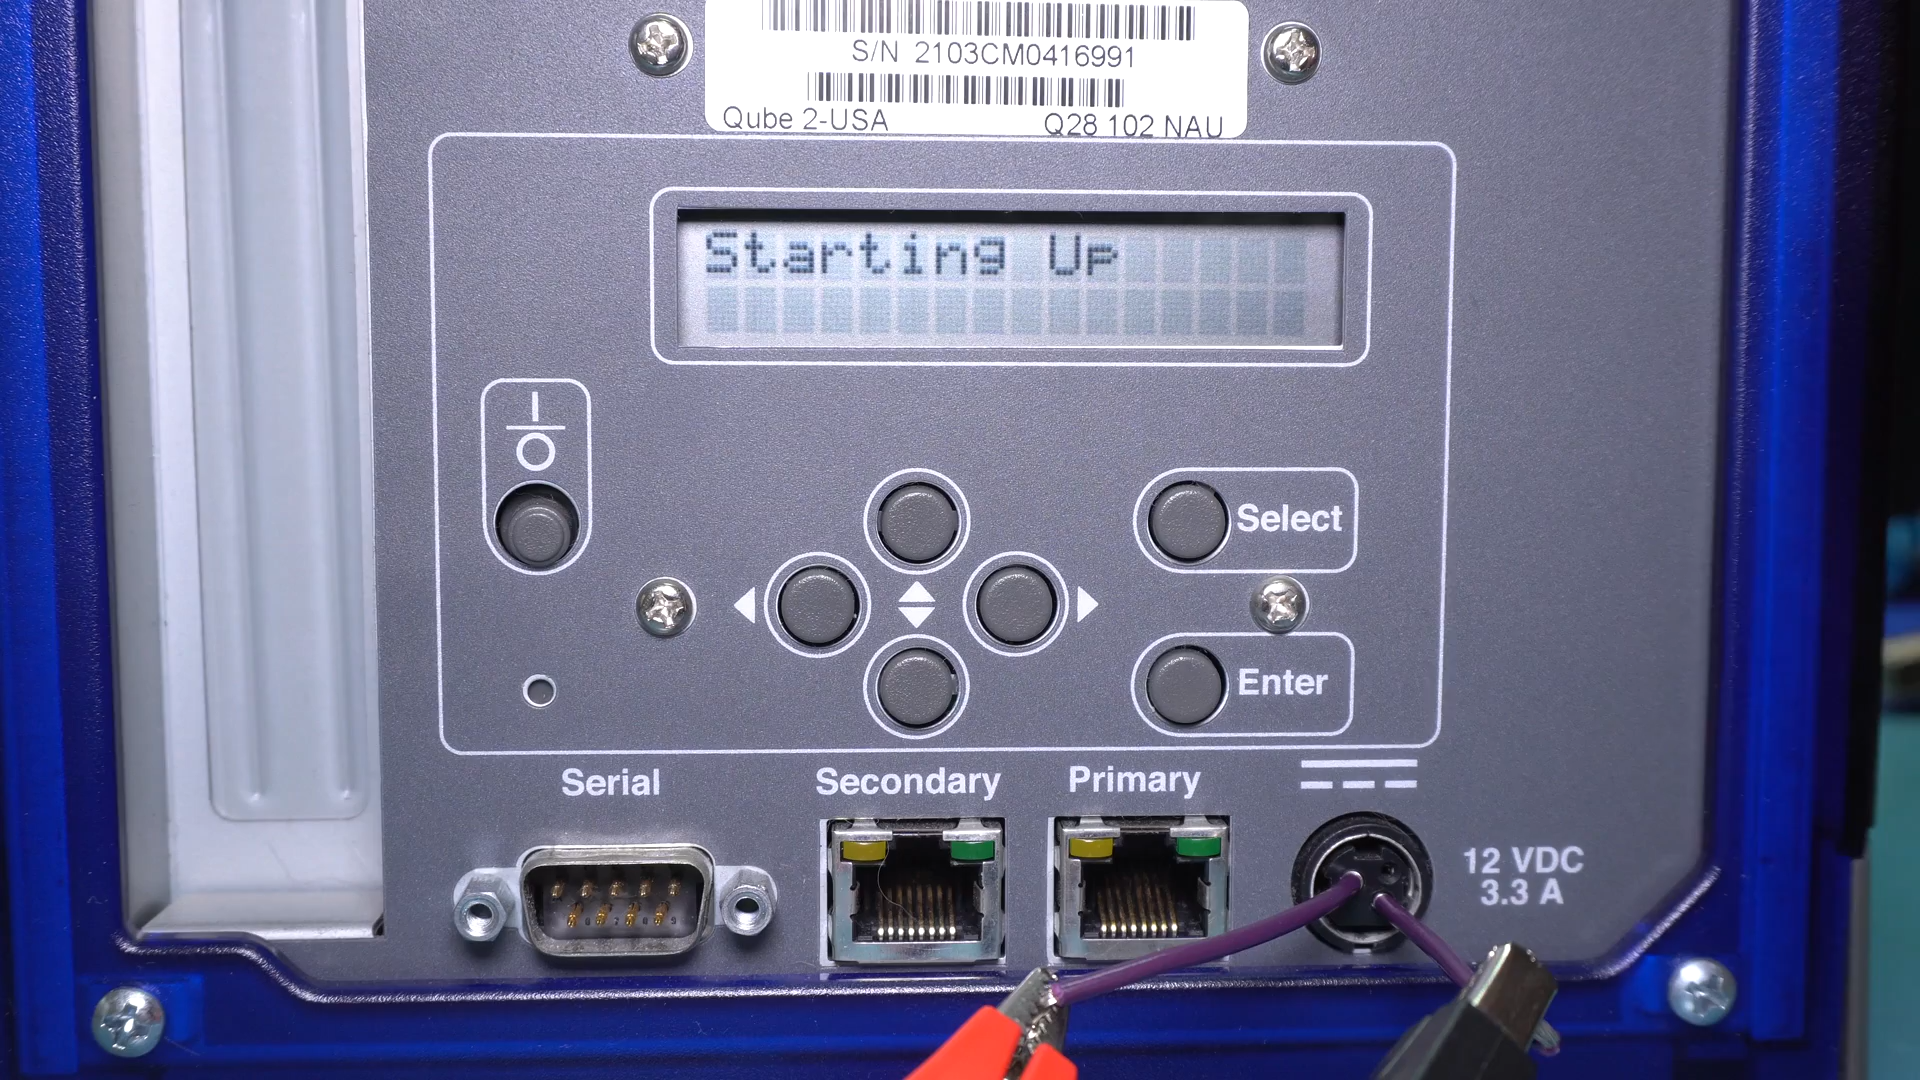 S/N 2103CM0416991
Qube 2-USA Q28 102 NAU
Starting Up
Select
Enter
Serial Secondary Primary
12 VDC
3.3 A